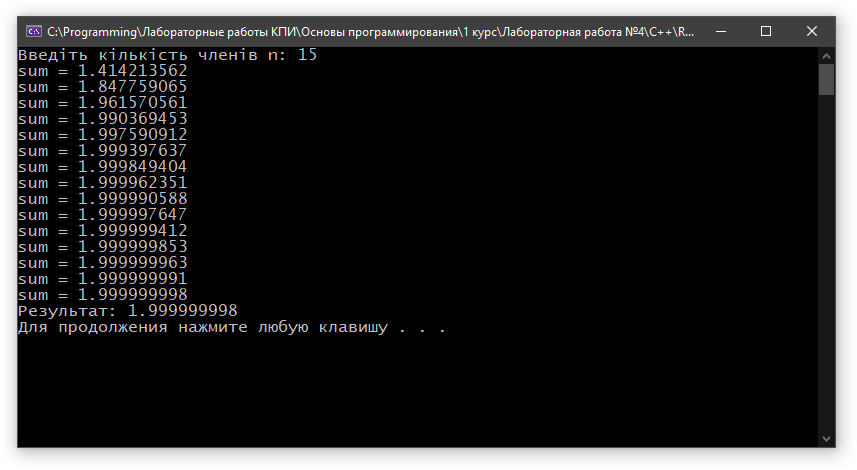 C:\Programming\Лабораторные работы КПИ\Основы программирования\1 курс\Лабораторная работа №4\C++\R...
Введіть кількість членів n: 15
sum = 1.414213562
sum = 1.847759065
sum = 1.961570561
sum = 1.990369453
sum = 1.997590912
sum = 1.999397637
sum = 1.999849404
sum = 1.999962351
sum = 1.999990588
sum = 1.999997647
sum = 1.999999412
sum = 1.999999853
sum = 1.999999963
sum = 1.999999991
sum = 1.999999998
Результат: 1.999999998
Для продолжения нажмите любую клавишу . . .